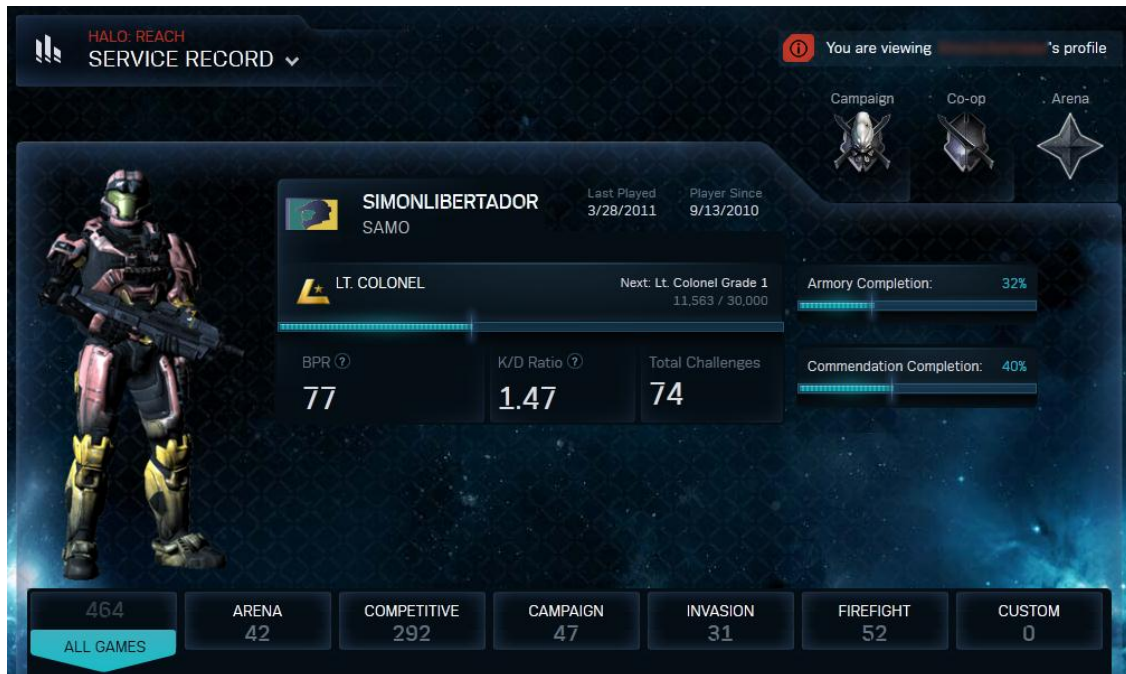 HALO: REACH
SERVICE RECORD
You are viewing 's profile
Campaign Co-op Arena
SIMONLIBERTADOR
SAMO
Last Played Player Since
3/28/2011 9/13/2010
LT. COLONEL
Next: Lt. Colonel Grade 1
11,563 / 30,000
Armory Completion: 32%
BPR ? K/D Ratio ? Total Challenges
77 1.47 74
Commendation Completion: 40%
464
ALL GAMES
ARENA
42
COMPETITIVE
292
CAMPAIGN
47
INVASION
31
FIREFIGHT
52
CUSTOM
0